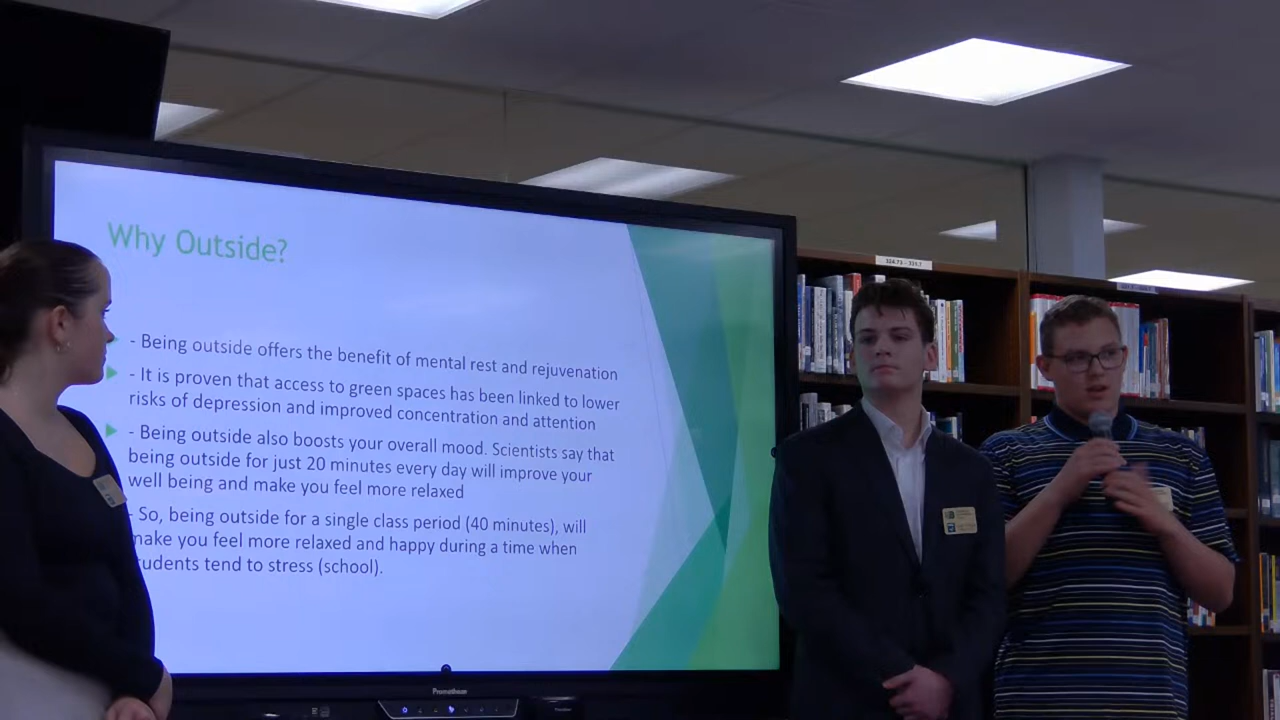 Why Outside?
- Being outside offers the benefit of mental rest and rejuvenation
- It is proven that access to green spaces has been linked to lower
risks of depression and improved concentration and attention
- Being outside also boosts your overall mood. Scientists say that
being outside for just 20 minutes every day will improve your
well being and make you feel more relaxed
- So, being outside for a single class period (40 minutes), will
make you feel more relaxed and happy during a time when
students tend to stress (school).
Promethean